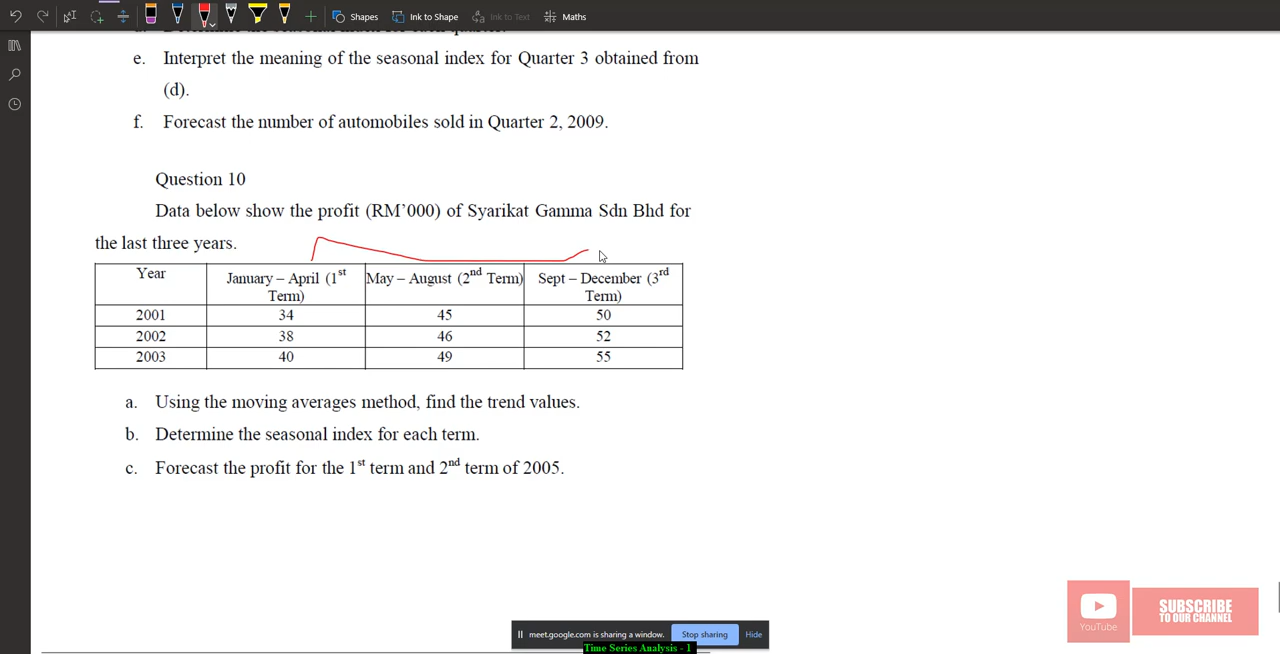 Shapes Ink to Shape Ink to Text Maths
e. Interpret the meaning of the seasonal index for Quarter 3 obtained from
(d).
f. Forecast the number of automobiles sold in Quarter 2, 2009.
Question 10
Data below show the profit (RM’000) of Syarikat Gamma Sdn Bhd for
the last three years.
Year January – April (1st Term) May – August (2nd Term) Sept – December (3rd Term)
2001 34 45 50
2002 38 46 52
2003 40 49 55
a. Using the moving averages method, find the trend values.
b. Determine the seasonal index for each term.
c. Forecast the profit for the 1st term and 2nd term of 2005.
YouTube
SUBSCRIBE
TO OUR CHANNEL
meet.google.com is sharing a window. Stop sharing Hide
Time Series Analysis - 1